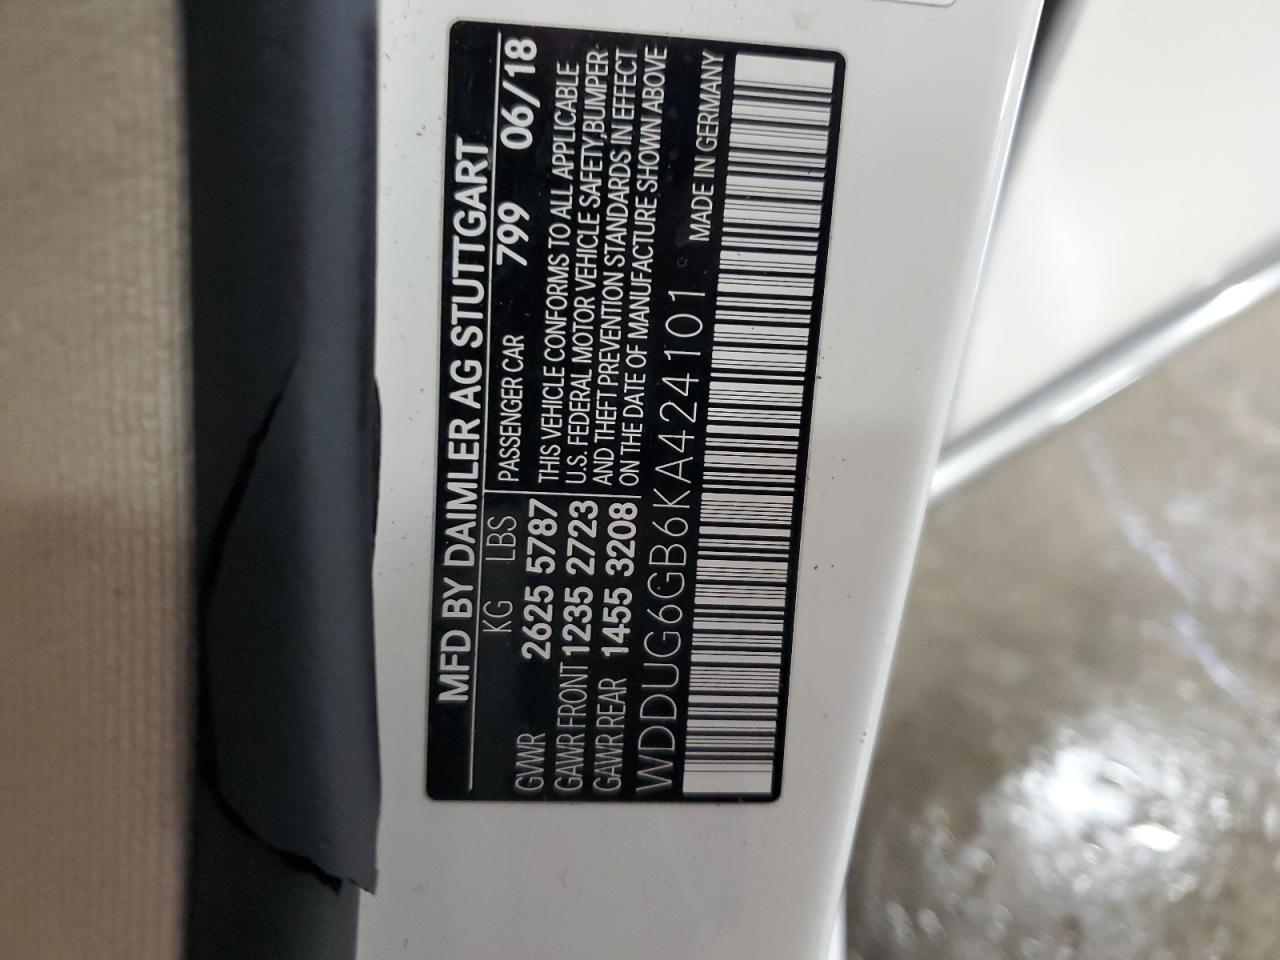 MFD BY DAIMLER AG STUTTGART
KG LBS
GVWR 2625 5787
GAWR FRONT 1235 2723
GAWR REAR 1455 3208
PASSENGER CAR 799 06/18
THIS VEHICLE CONFORMS TO ALL APPLICABLE
U.S. FEDERAL MOTOR VEHICLE SAFETY,BUMPER-
AND THEFT PREVENTION STANDARDS IN EFFECT
ON THE DATE OF MANUFACTURE SHOWN ABOVE
WDDUG6GB6KA424101
MADE IN GERMANY